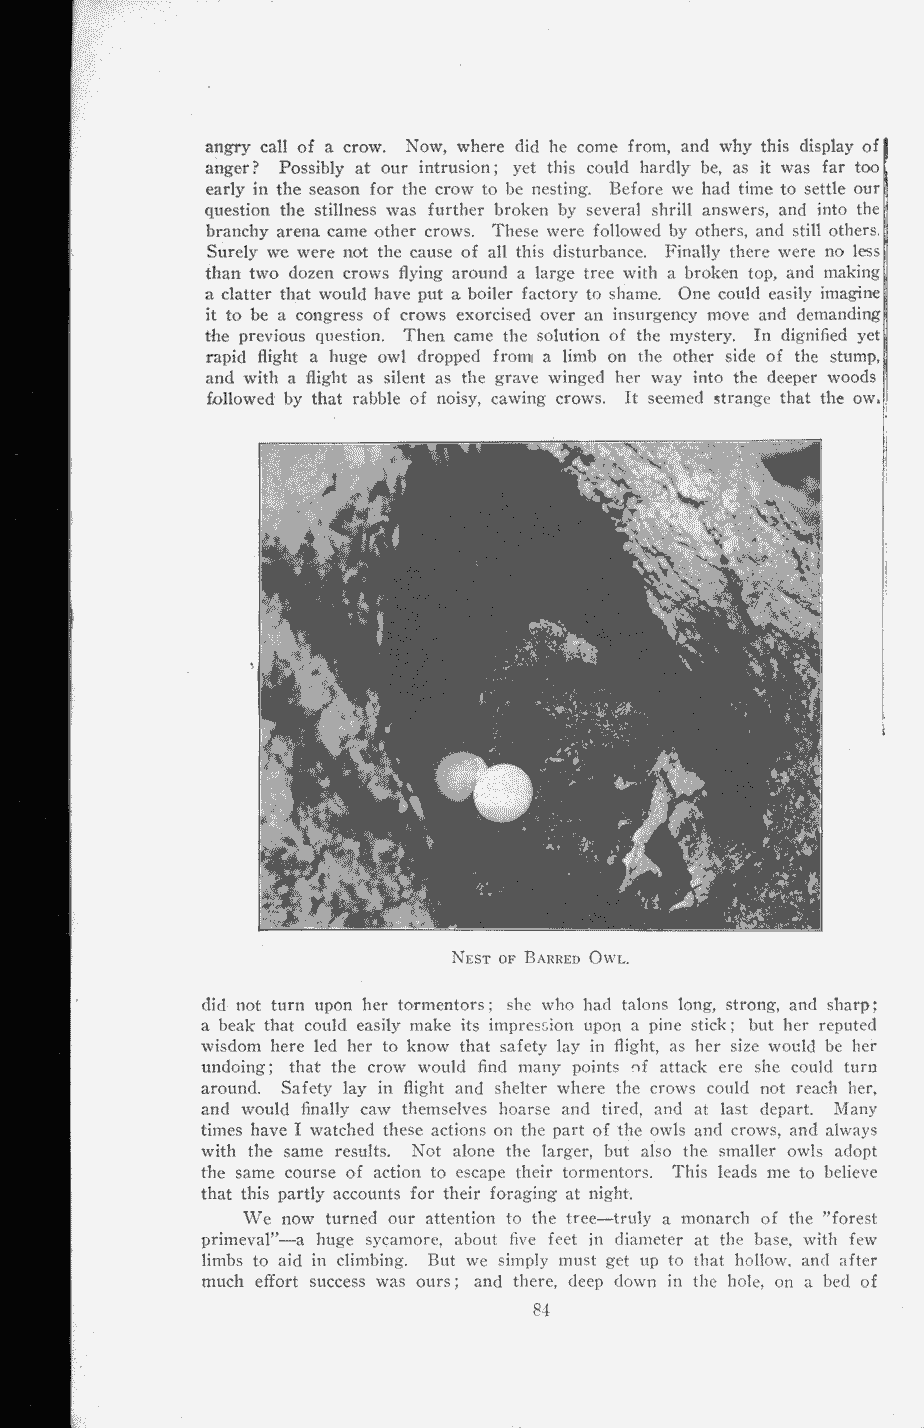 angry call of a crow. Now, where did he come from, and why this display of
anger? Possibly at our intrusion; yet this could hardly be, as it was far too
early in the season for the crow to be nesting. Before we had time to settle our
question the stillness was further broken by several shrill answers, and into the
branchy arena came other crows. These were followed by others, and still others.
Surely we were not the cause of all this disturbance. Finally there were no less
than two dozen crows flying around a large tree with a broken top, and making
a clatter that would have put a boiler factory to shame. One could easily imagine
it to be a congress of crows exorcised over an insurgency move and demanding
the previous question. Then came the solution of the mystery. In dignified yet
rapid flight a huge owl dropped from a limb on the other side of the stump,
and with a flight as silent as the grave winged her way into the deeper woods
followed by that rabble of noisy, cawing crows. It seemed strange that the ow
Nest of Barred Owl.
did not turn upon her tormentors; she who had talons long, strong, and sharp;
a beak that could easily make its impression upon a pine stick; but her reputed
wisdom here led her to know that safety lay in flight, as her size would be her
undoing; that the crow would find many points of attack ere she could turn
around. Safety lay in flight and shelter where the crows could not reach her,
and would finally caw themselves hoarse and tired, and at last depart. Many
times have I watched these actions on the part of the owls and crows, and always
with the same results. Not alone the larger, but also the smaller owls adopt
the same course of action to escape their tormentors. This leads me to believe
that this partly accounts for their foraging at night.
We now turned our attention to the tree—truly a monarch of the "forest
primeval"—a huge sycamore, about five feet in diameter at the base, with few
limbs to aid in climbing. But we simply must get up to that hollow, and after
much effort success was ours; and there, deep down in the hole, on a bed of
84